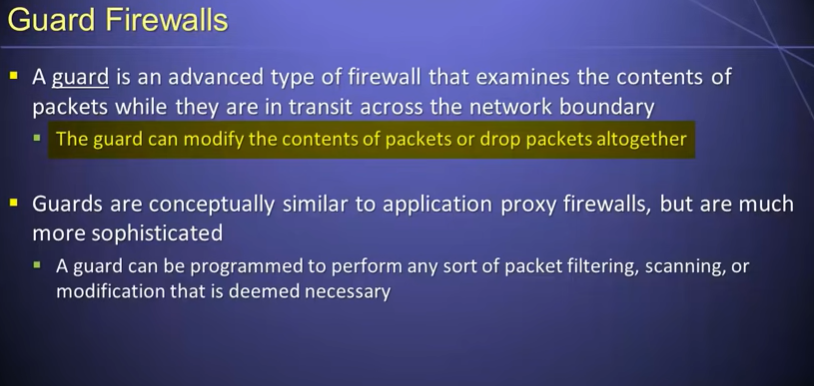 Guard Firewalls
▪ A guard is an advanced type of firewall that examines the contents of
packets while they are in transit across the network boundary
▪ The guard can modify the contents of packets or drop packets altogether
▪ Guards are conceptually similar to application proxy firewalls, but are much
more sophisticated
▪ A guard can be programmed to perform any sort of packet filtering, scanning, or
modification that is deemed necessary